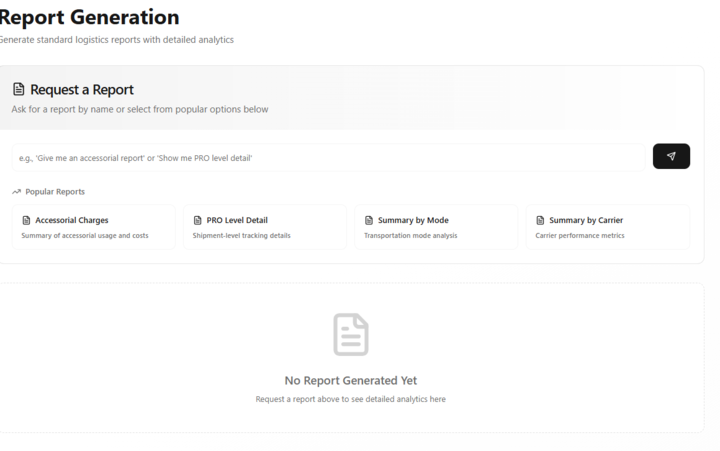 Report Generation
Generate standard logistics reports with detailed analytics
Request a Report
Ask for a report by name or select from popular options below
e.g., 'Give me an accessorial report' or 'Show me PRO level detail'
Popular Reports
Accessorial Charges
Summary of accessorial usage and costs
PRO Level Detail
Shipment-level tracking details
Summary by Mode
Transportation mode analysis
Summary by Carrier
Carrier performance metrics
No Report Generated Yet
Request a report above to see detailed analytics here